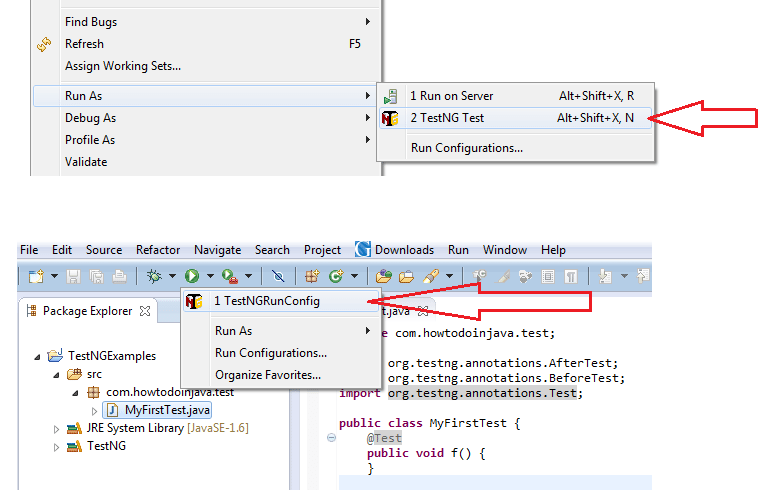 Find Bugs
Refresh F5
Assign Working Sets...
Run As
Debug As
Profile As
Validate
1 Run on Server Alt+Shift+X, R
2 TestNG Test Alt+Shift+X, N
Run Configurations...
File Edit Source Refactor Navigate Search Project Downloads Run Window Help
Package Explorer
1 TestNGRunConfig
Run As
Run Configurations...
Organize Favorites...
TestNGExamples
src
com.howtodoinjava.test
MyFirstTest.java
JRE System Library [JavaSE-1.6]
TestNG
t.java
com.howtodoinjava.test;
org.testng.annotations.AfterTest;
org.testng.annotations.BeforeTest;
import org.testng.annotations.Test;
public class MyFirstTest {
@Test
public void f() {
}